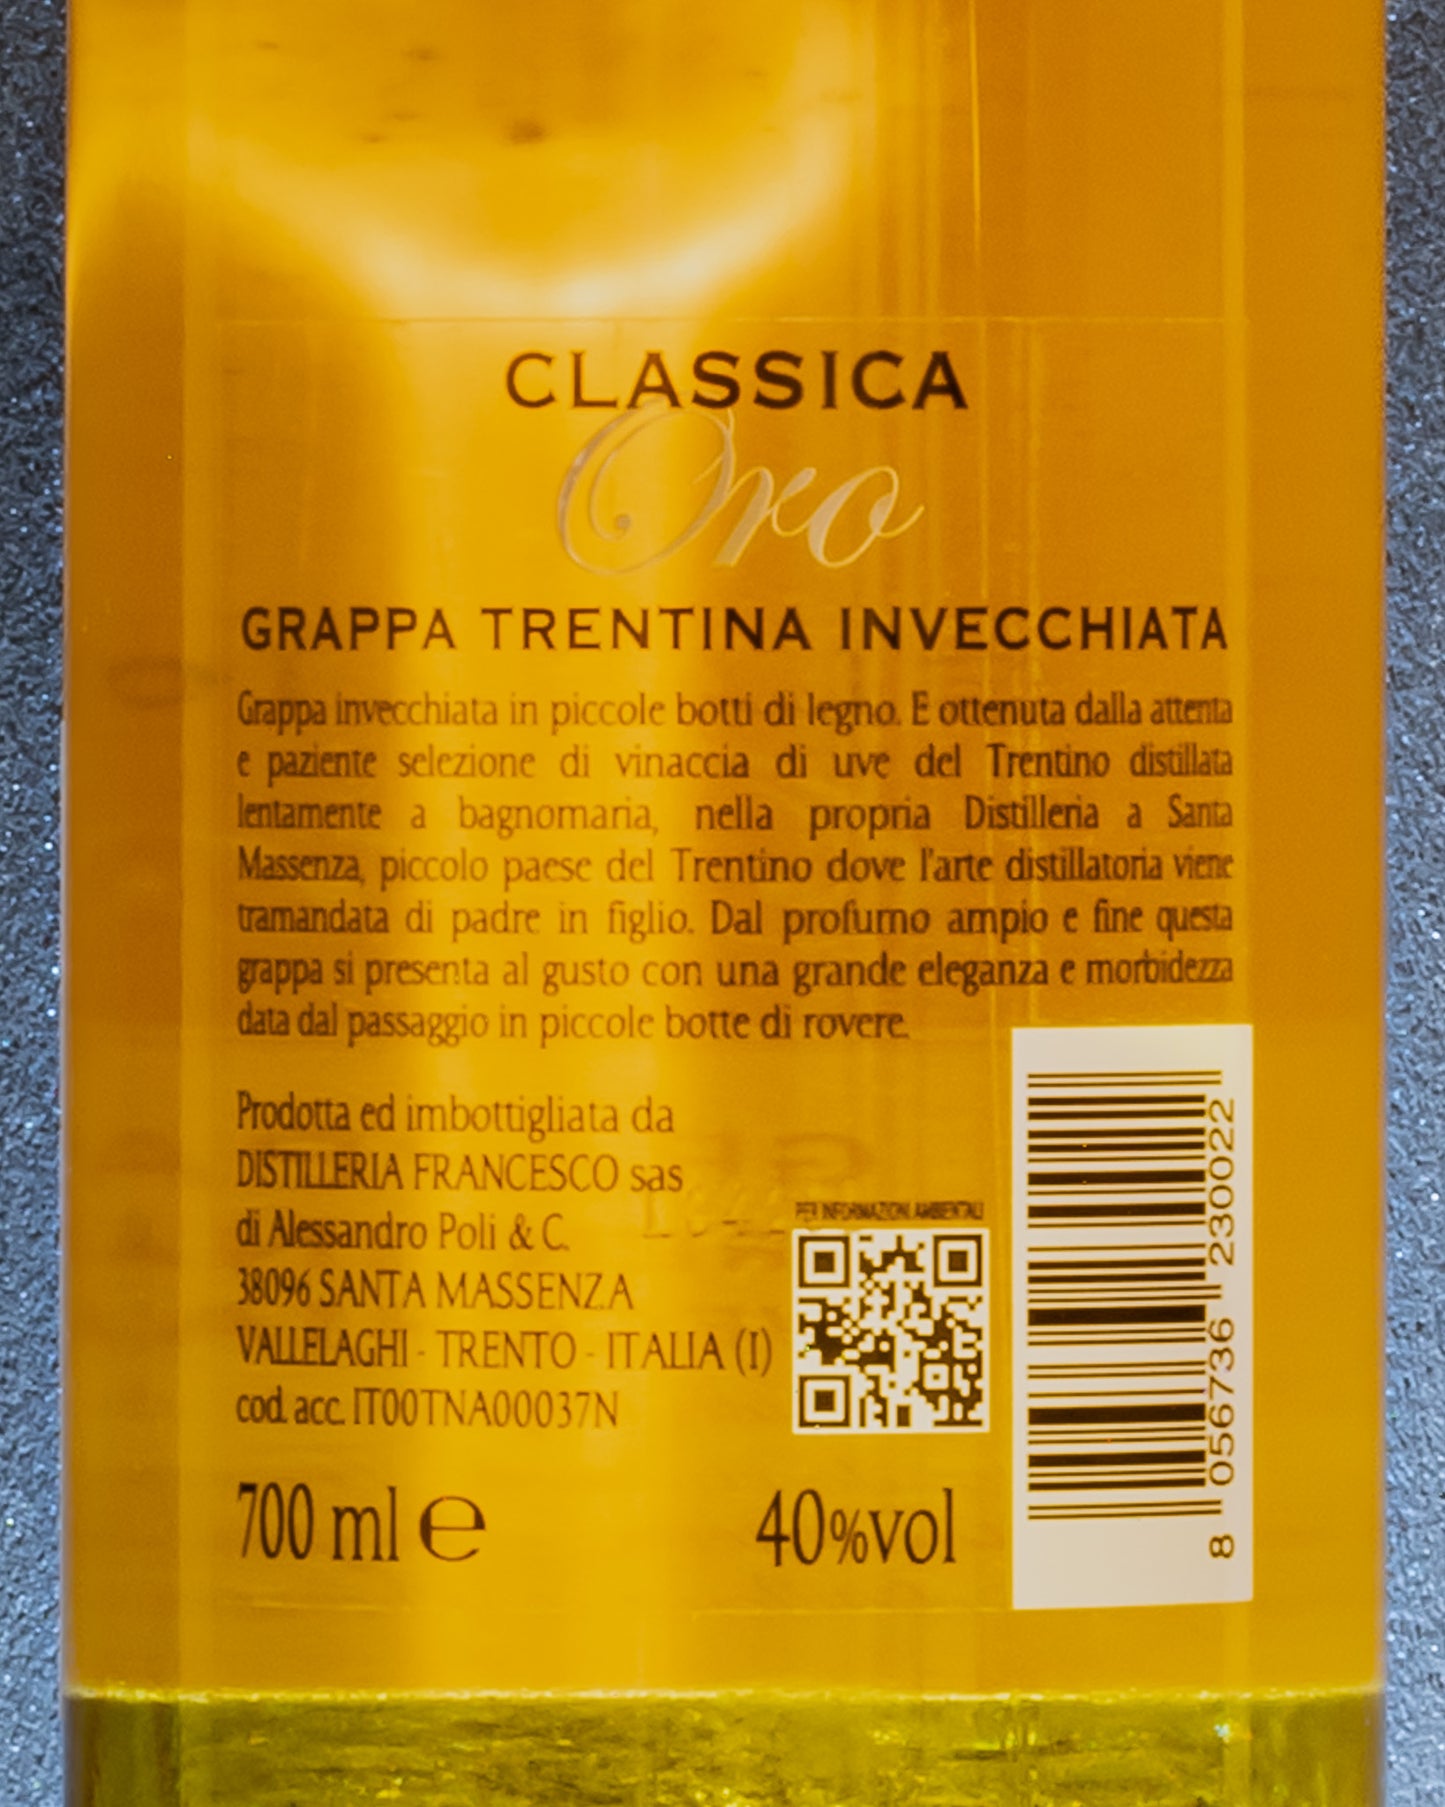 CLASSICA
Oro
GRAPPA TRENTINA INVECCHIATA
Grappa invecchiata in piccole botti di legno. E ottenuta dalla attenta
e paziente selezione di vinaccia di uve del Trentino distillata
lentamente a bagnomaria, nella propria Distilleria a Santa
Massenza, piccolo paese del Trentino dove l'arte distillatoria viene
tramandata di padre in figlio. Dal profumo ampio e fine questa
grappa si presenta al gusto con una grande eleganza e morbidezza
data dal passaggio in piccole botte di rovere.
Prodotta ed imbottigliata da
DISTILLERIA FRANCESCO sas
di Alessandro Poli & C.
38096 SANTA MASSENZA
VALLELAGHI - TRENTO - ITALIA (I)
cod. acc. IT00TNA00037N
PER INFORMAZIONI AMBIENTALI
700 ml e
40%vol
8 056736 230022